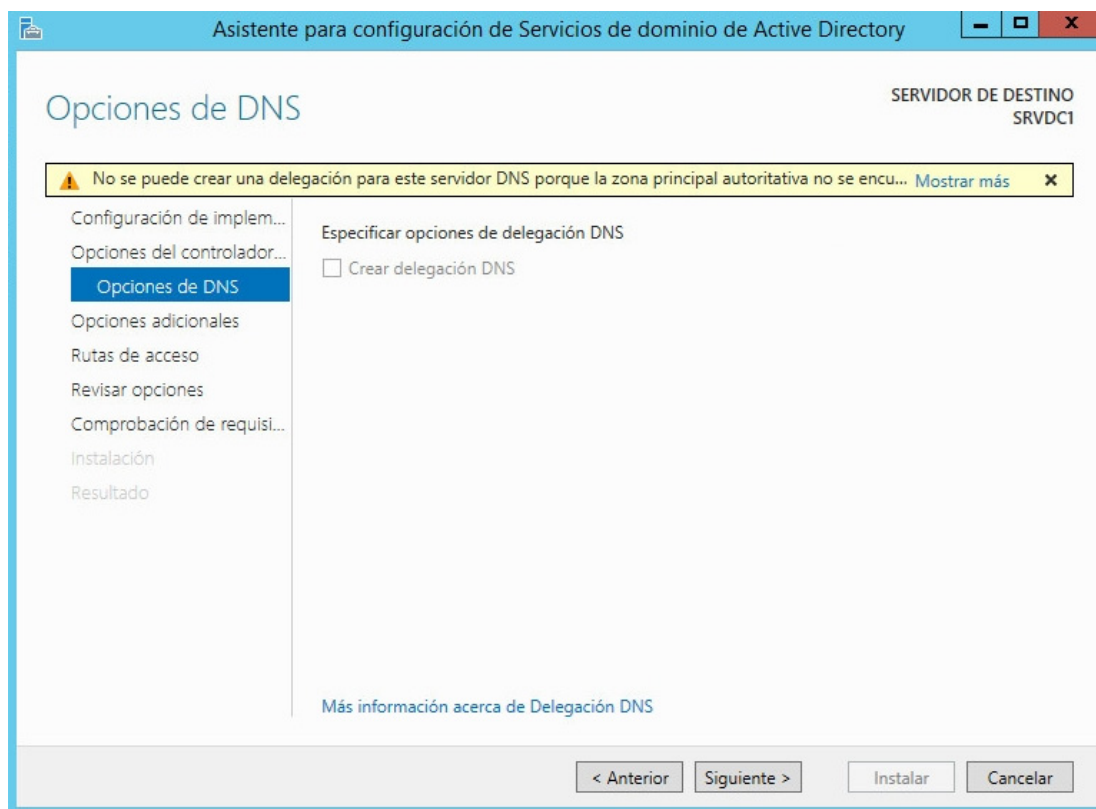 Asistente para configuración de Servicios de dominio de Active Directory
Opciones de DNS
SERVIDOR DE DESTINO
SRVDC1
No se puede crear una delegación para este servidor DNS porque la zona principal autoritativa no se encu... Mostrar más
Configuración de implem...
Opciones del controlador...
Opciones de DNS
Opciones adicionales
Rutas de acceso
Revisar opciones
Comprobación de requisi...
Instalación
Resultado
Especificar opciones de delegación DNS
Crear delegación DNS
Más información acerca de Delegación DNS
< Anterior Siguiente > Instalar Cancelar